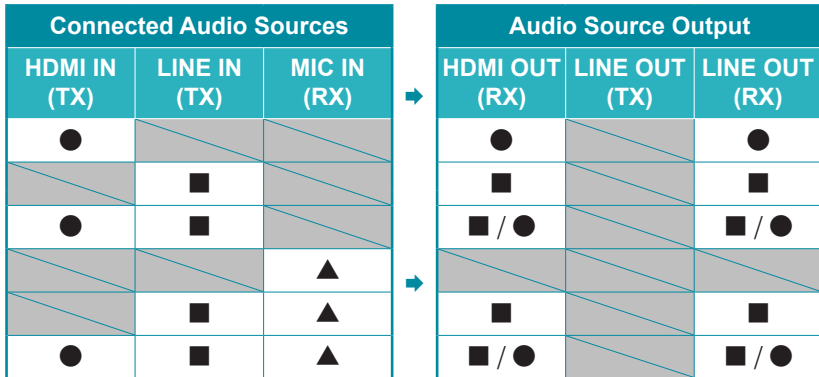 Connected Audio Sources
HDMI IN (TX)
LINE IN (TX)
MIC IN (RX)
Audio Source Output
HDMI OUT (RX)
LINE OUT (TX)
LINE OUT (RX)
● ● ●
■ ■ ■
● ■ ■ / ● ■ / ●
▲
■ ▲ ■ ■
● ■ ▲ ■ / ● ■ / ●